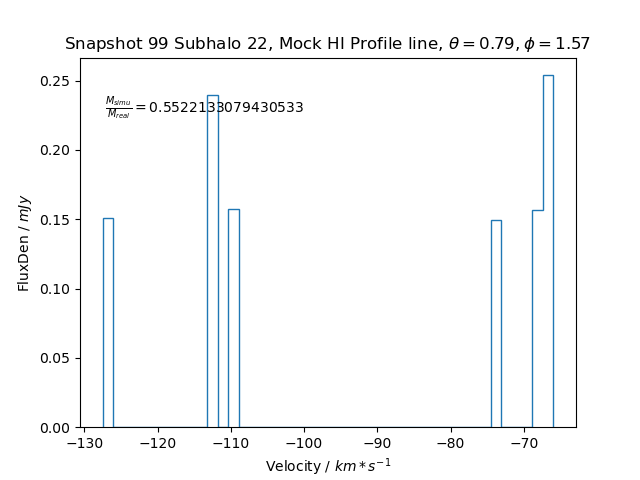 Snapshot 99 Subhalo 22, Mock HI Profile line, θ = 0.79, ϕ = 1.57
M_simu/M_real = 0.5522133079430533
FluxDen / mJy
0.25
0.20
0.15
0.10
0.05
0.00
−130 −120 −110 −100 −90 −80 −70
Velocity / km * s⁻¹